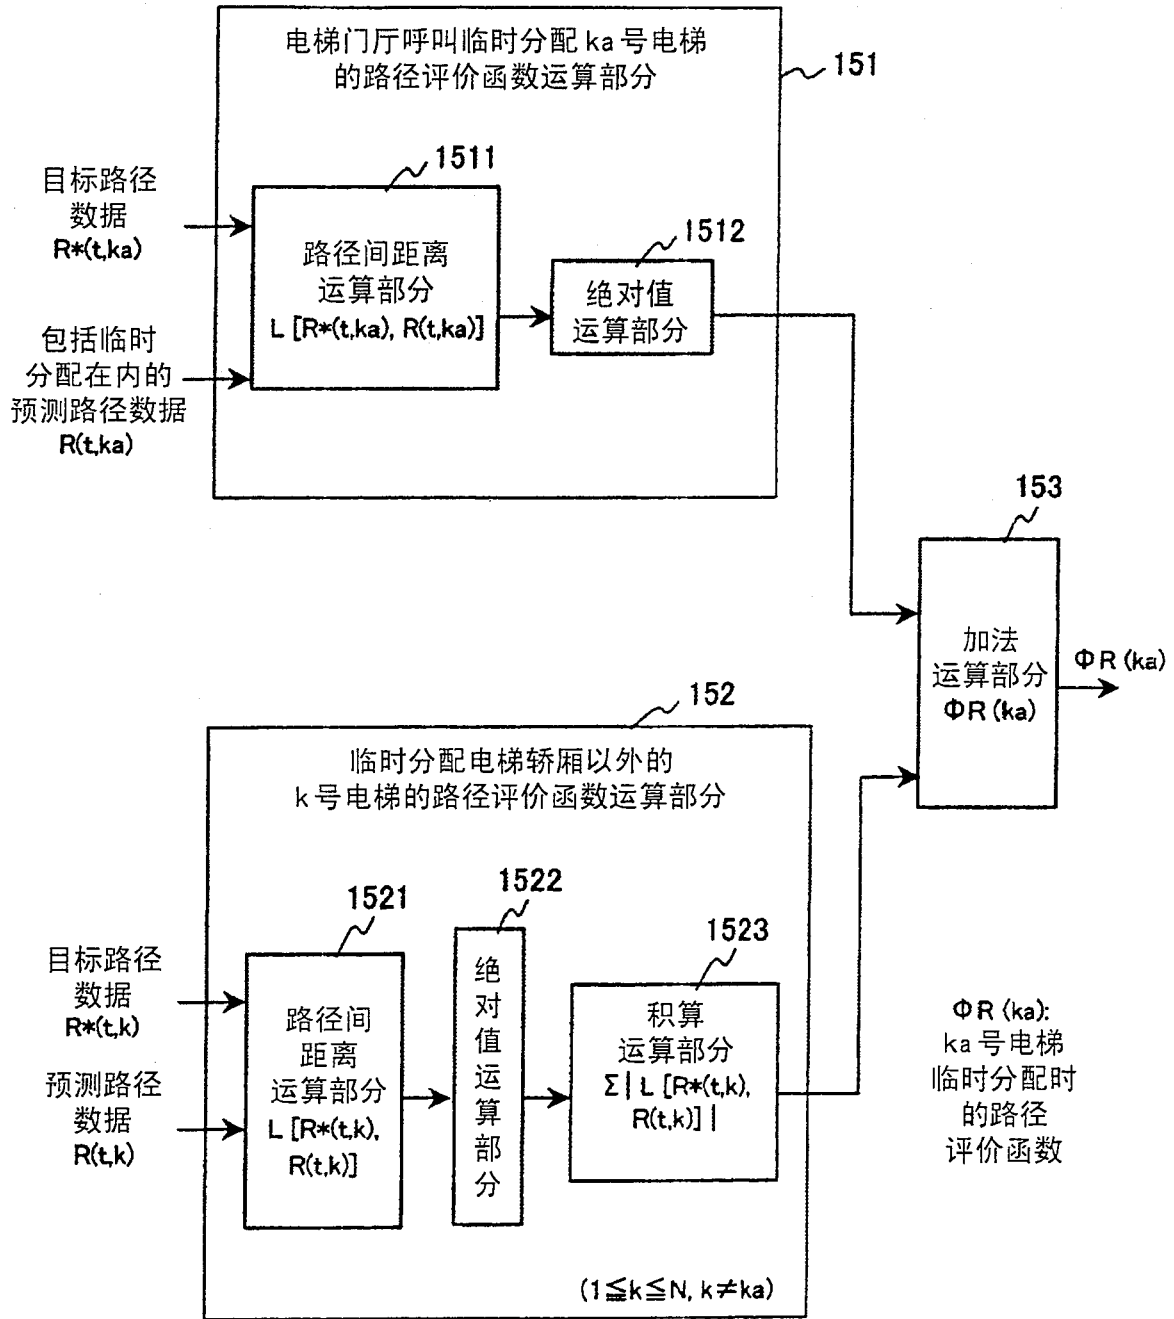 电梯门厅呼叫临时分配ka号电梯
的路径评价函数运算部分
151
1511
目标路径
数据
R*(t,ka)
路径间距离
运算部分
L [R*(t,ka), R(t,ka)]
1512
绝对值
运算部分
包括临时
分配在内的
预测路径数据
R(t,ka)
153
加法
运算部分
ΦR(ka)
ΦR(ka)
152
临时分配电梯轿厢以外的
k号电梯的路径评价函数运算部分
1521
1522
1523
目标路径
数据
R*(t,k)
预测路径
数据
R(t,k)
路径间
距离
运算部分
L [R*(t,k),
R(t,k)]
绝对值运算部分
积算
运算部分
Σ| L [R*(t,k),
R(t,k)] |
ΦR(ka):
ka号电梯
临时分配时
的路径
评价函数
(1≦k≦N, k≠ka)